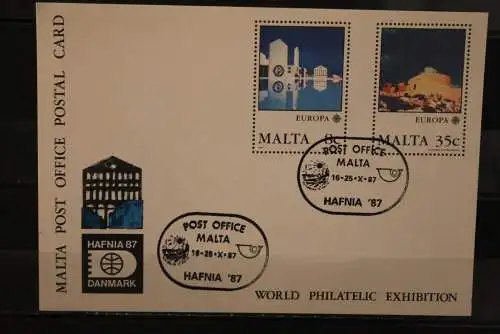 MALTA POST OFFICE POSTAL CARD
EUROPA
MALTA 8c
EUROPA
MALTA 35c
POST OFFICE
MALTA
16-25-X-87
HAFNIA '87
POST OFFICE
MALTA
16-25-X-87
HAFNIA '87
HAFNIA 87
DANMARK
WORLD PHILATELIC EXHIBITION